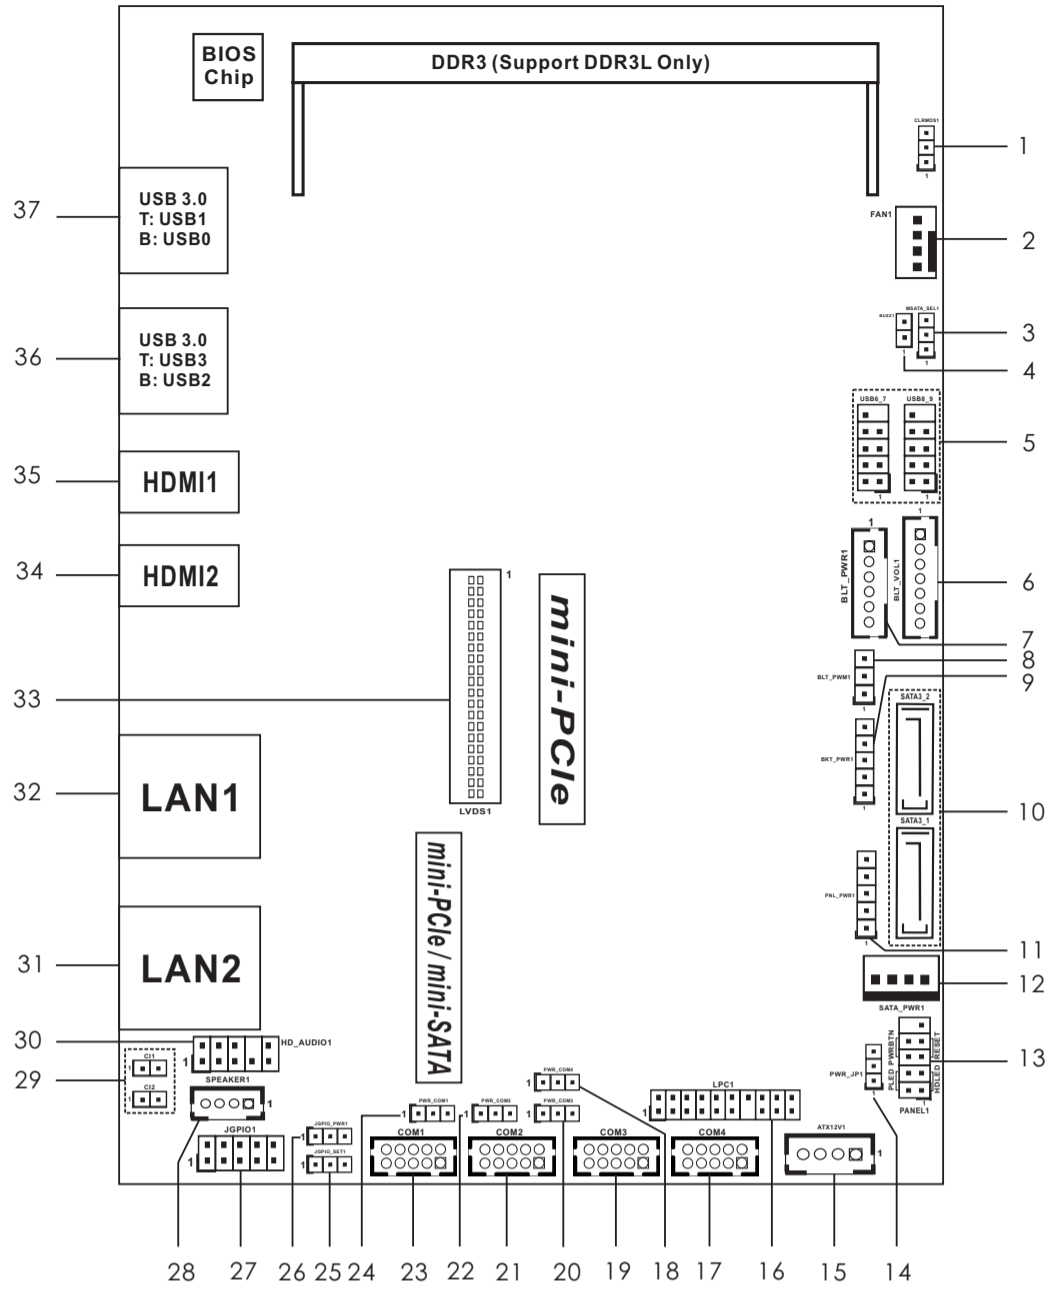 BIOS
Chip
DDR3 (Support DDR3L Only)
CLRMOS1
1
1
USB 3.0
T: USB1
B: USB0
37
FAN1
2
USB 3.0
T: USB3
B: USB2
36
BUZZ1
MSATA_SEL1
3
1
1
4
USB6_7
USB8_9
5
1
1
HDMI1
35
HDMI2
34
1
1
BLT_PWR1
BLT_VOL1
6
7
1
mini-PCIe
LVDS1
33
BLT_PWM1
8
1
9
BKT_PWR1
1
SATA3_2
10
SATA3_1
LAN1
32
mini-PCIe / mini-SATA
PNL_PWR1
1
11
LAN2
31
SATA_PWR1
12
30
1
HD_AUDIO1
29
CI1
1
CI2
1
SPEAKER1
1
PLED PWRBTN
HDLED RESET
13
PWR_JP1
1
1
PANEL1
PWR_COM4
1
PWR_COM1
1
PWR_COM2
1
PWR_COM3
1
LPC1
1
JGPIO1
1
JGPIO_PWR1
1
JGPIO_SET1
1
COM1
COM2
COM3
COM4
ATX12V1
1
28
27
26
25
24
23
22
21
20
19
18
17
16
15
14